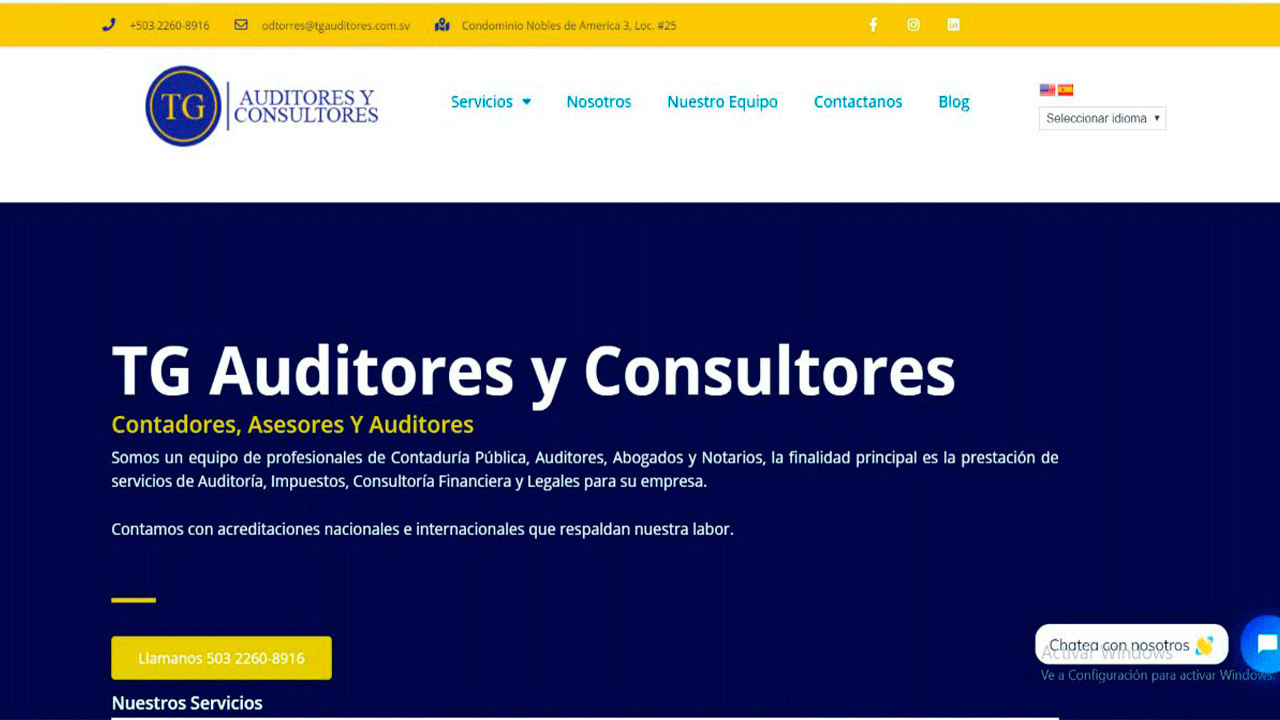 +503 2260-8916 odtorres@tgauditores.com.sv Condominio Nobles de America 3, Loc. #25
TG AUDITORES Y CONSULTORES
Servicios Nosotros Nuestro Equipo Contactanos Blog
Seleccionar idioma
TG Auditores y Consultores
Contadores, Asesores Y Auditores
Somos un equipo de profesionales de Contaduría Pública, Auditores, Abogados y Notarios, la finalidad principal es la prestación de
servicios de Auditoría, Impuestos, Consultoría Financiera y Legales para su empresa.
Contamos con acreditaciones nacionales e internacionales que respaldan nuestra labor.
Llamanos 503 2260-8916
Chatea con nosotros
Activar Windows
Ve a Configuración para activar Windows.
Nuestros Servicios